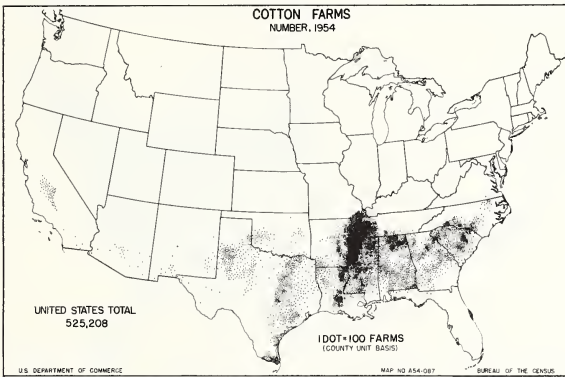 COTTON FARMS
NUMBER, 1954
UNITED STATES TOTAL
525,208
1 DOT=100 FARMS
(COUNTY UNIT BASIS)
U.S. DEPARTMENT OF COMMERCE
MAP NO A54-087
BUREAU OF THE CENSUS